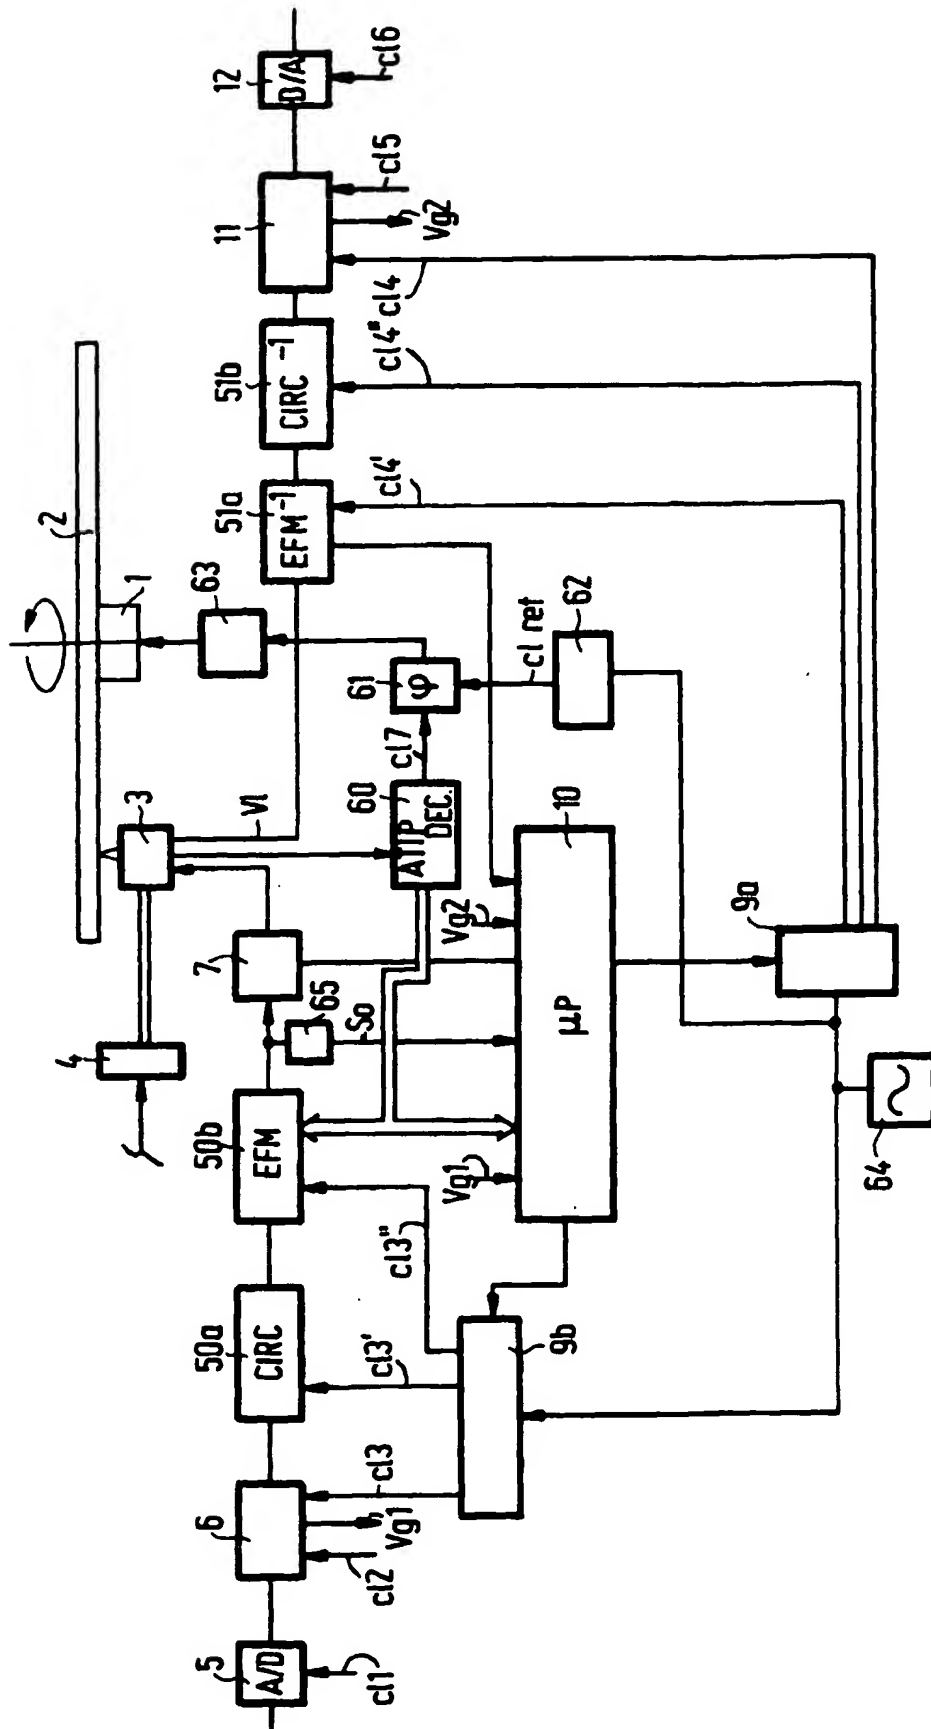 5
A/D
cl1
6
cl2
Vg1
cl3
50a
CIRC
cl3'
cl3"
9b
50b
EFM
65
So
7
4
3
Vl
2
1
63
60
ATIP
DEC.
cl7
61
φ
cl ref
62
Vg1
Vg2
10
μP
9a
64
51a
EFM⁻¹
cl4'
51b
CIRC⁻¹
cl4"
cl4
11
Vg2
cl5
12
D/A
cl6